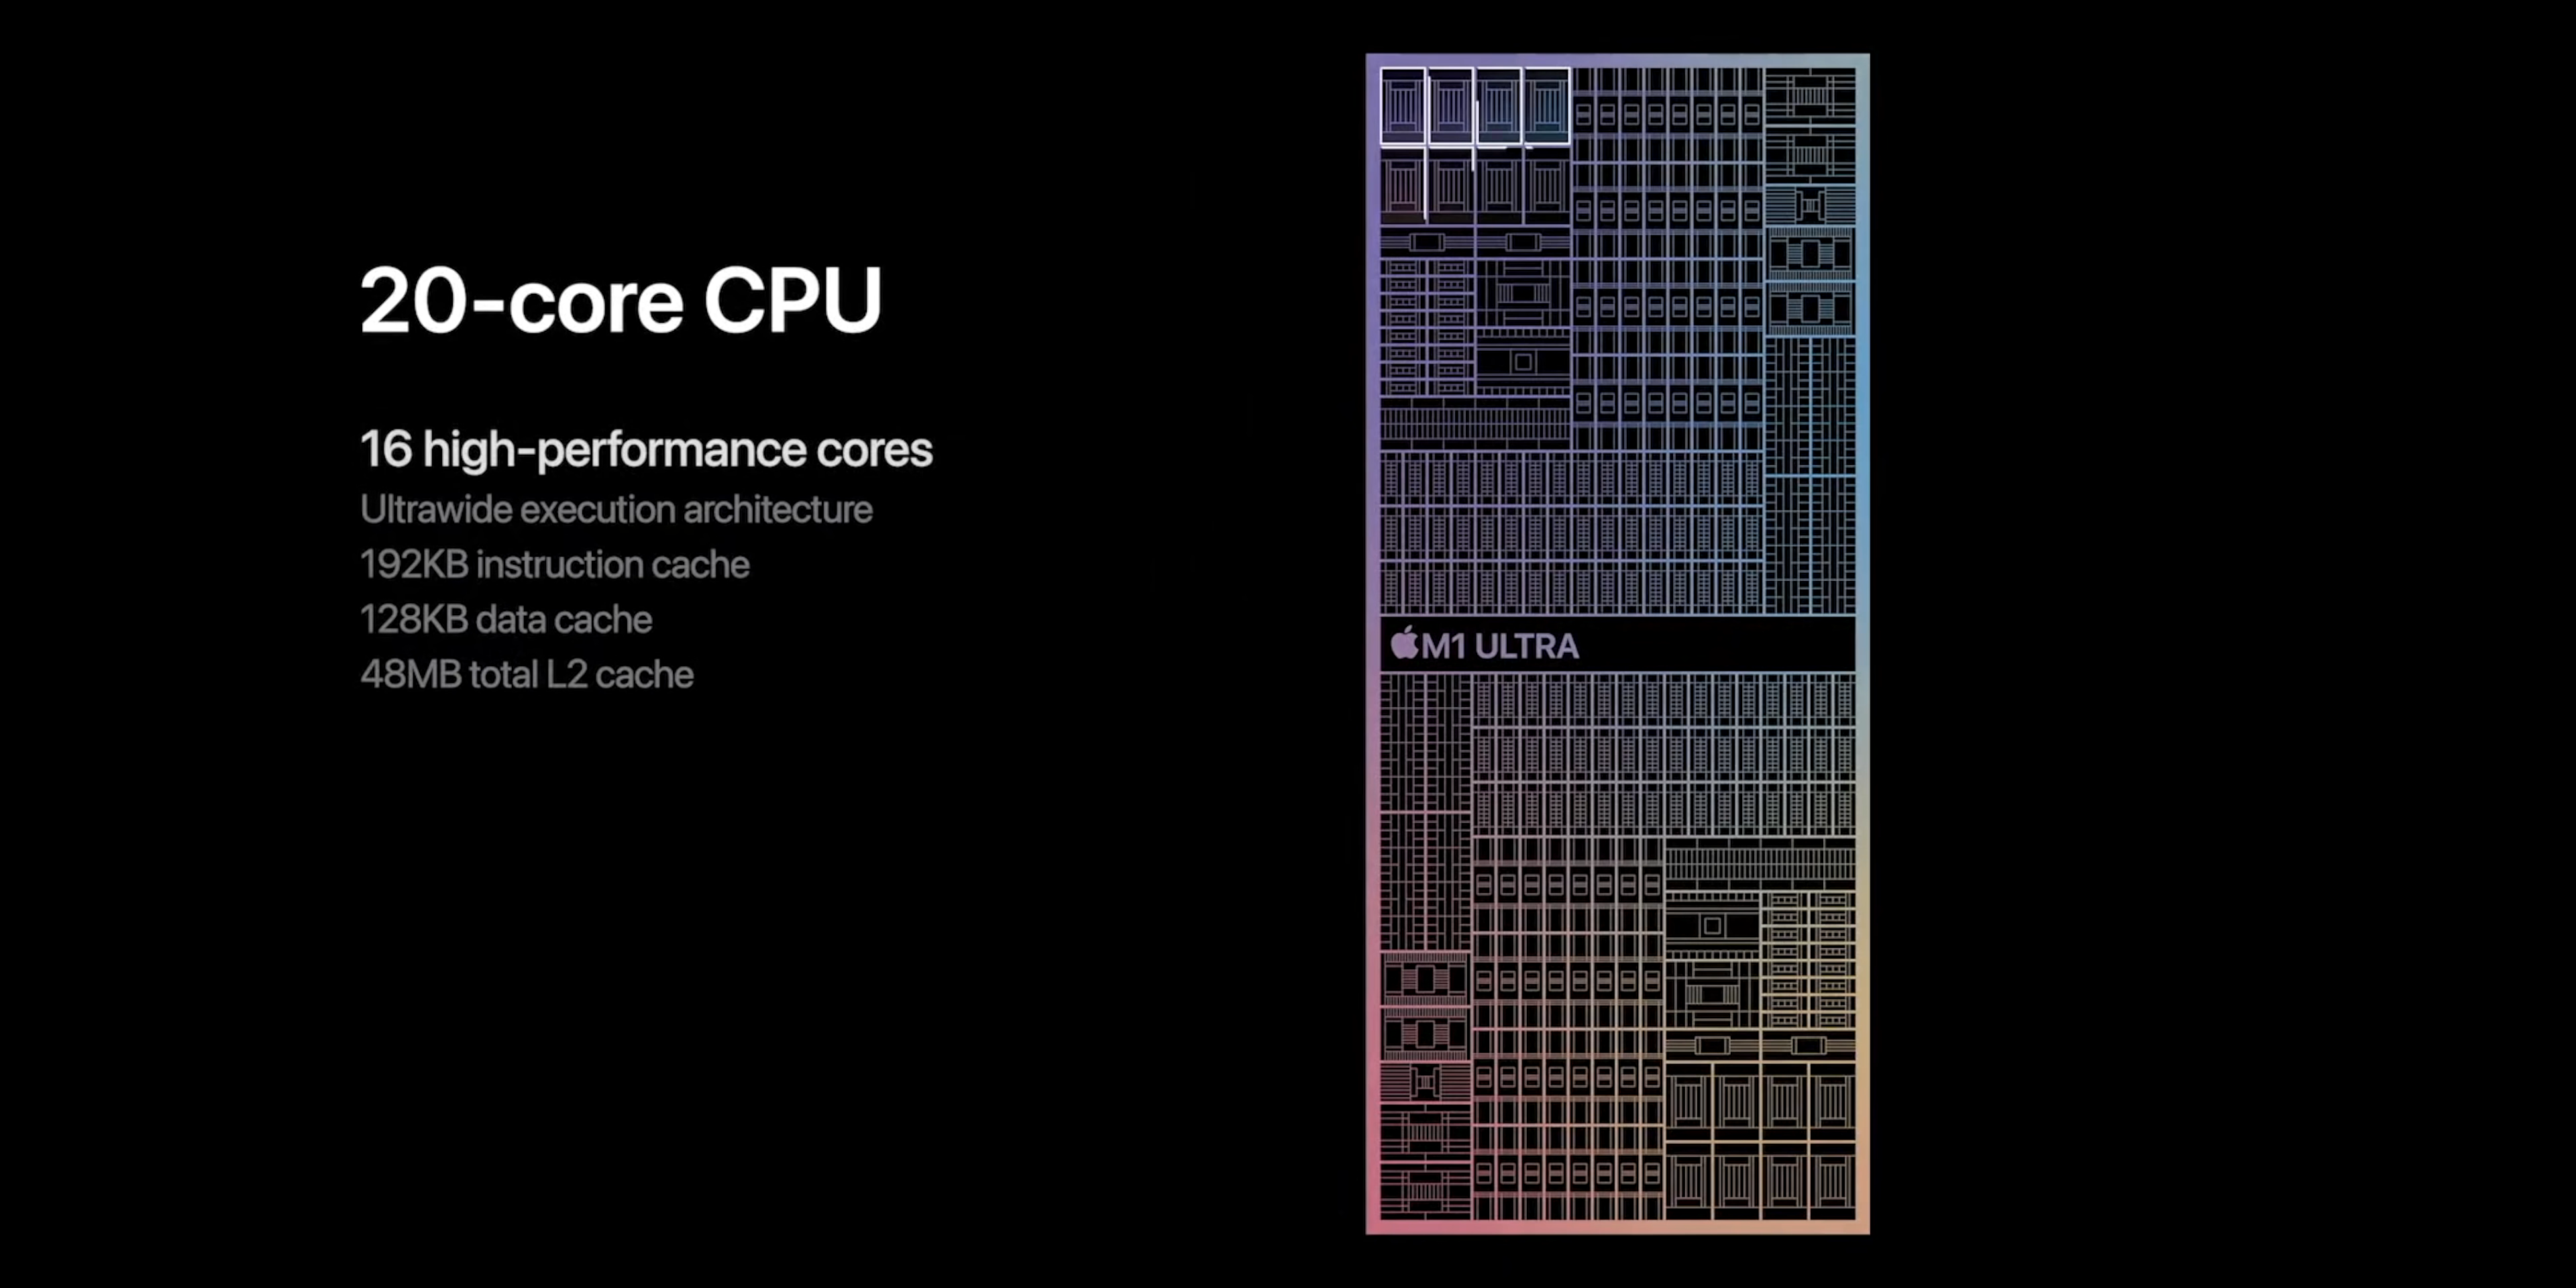 20-core CPU
16 high-performance cores
Ultrawide execution architecture
192KB instruction cache
128KB data cache
48MB total L2 cache
M1 ULTRA